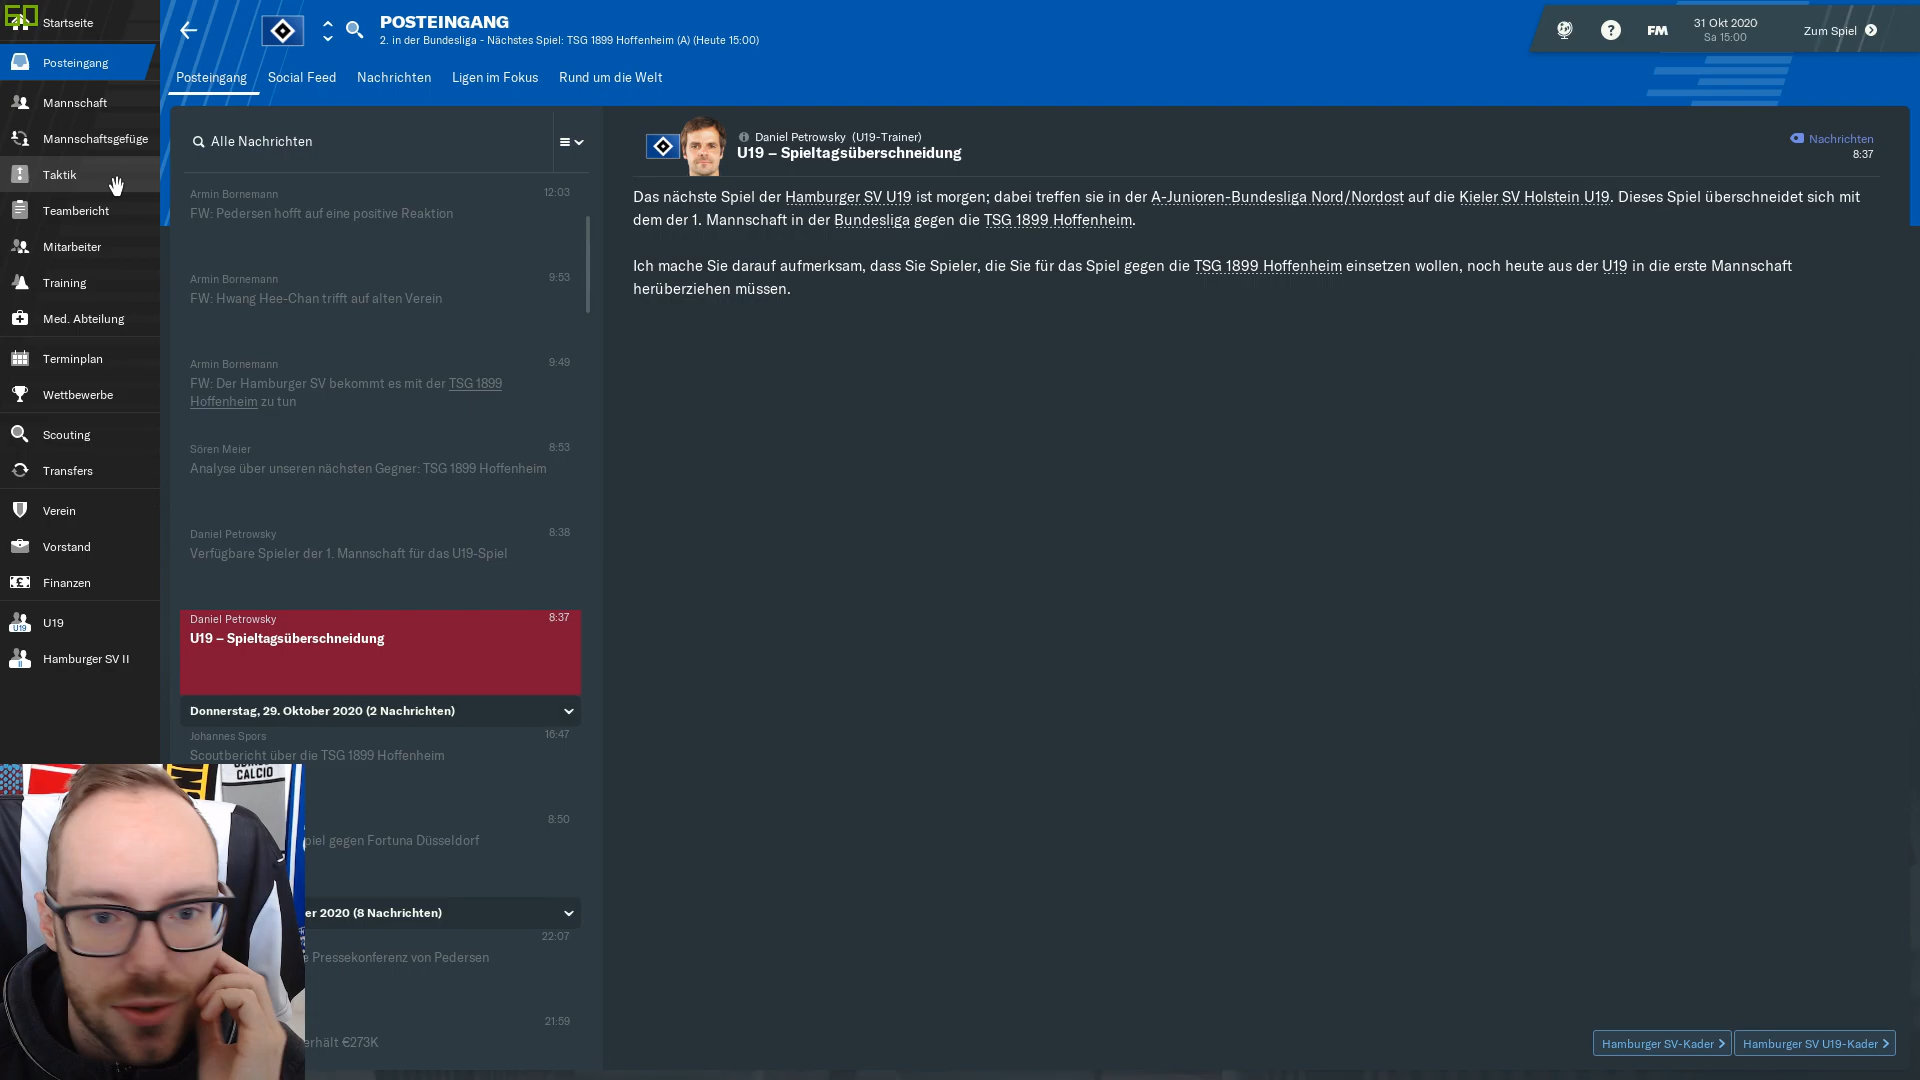 60
Startseite
Posteingang
Mannschaft
Mannschaftsgefüge
Taktik
Teambericht
Mitarbeiter
Training
Med. Abteilung
Terminplan
Wettbewerbe
Scouting
Transfers
Verein
Vorstand
Finanzen
U19
U19
II
Hamburger SV II
POSTEINGANG
2. in der Bundesliga - Nächstes Spiel: TSG 1899 Hoffenheim (A) (Heute 15:00)
FM
31 Okt 2020
Sa 15:00
Zum Spiel
Posteingang
Social Feed
Nachrichten
Ligen im Fokus
Rund um die Welt
Alle Nachrichten
Armin Bornemann
12:03
FW: Pedersen hofft auf eine positive Reaktion
Armin Bornemann
9:53
FW: Hwang Hee-Chan trifft auf alten Verein
Armin Bornemann
9:49
FW: Der Hamburger SV bekommt es mit der TSG 1899
Hoffenheim zu tun
Sören Meier
8:53
Analyse über unseren nächsten Gegner: TSG 1899 Hoffenheim
Daniel Petrowsky
8:38
Verfügbare Spieler der 1. Mannschaft für das U19-Spiel
Daniel Petrowsky
8:37
U19 – Spieltagsüberschneidung
Donnerstag, 29. Oktober 2020 (2 Nachrichten)
Johannes Spors
16:47
Scoutbericht über die TSG 1899 Hoffenheim
8:50
piel gegen Fortuna Düsseldorf
er 2020 (8 Nachrichten)
22:07
e Pressekonferenz von Pedersen
21:59
erhält €273K
CALCIO
Daniel Petrowsky (U19-Trainer)
U19 – Spieltagsüberschneidung
Nachrichten
8:37
Das nächste Spiel der Hamburger SV U19 ist morgen; dabei treffen sie in der A-Junioren-Bundesliga Nord/Nordost auf die Kieler SV Holstein U19. Dieses Spiel überschneidet sich mit
dem der 1. Mannschaft in der Bundesliga gegen die TSG 1899 Hoffenheim.
Ich mache Sie darauf aufmerksam, dass Sie Spieler, die Sie für das Spiel gegen die TSG 1899 Hoffenheim einsetzen wollen, noch heute aus der U19 in die erste Mannschaft
herüberziehen müssen.
Hamburger SV-Kader
Hamburger SV U19-Kader